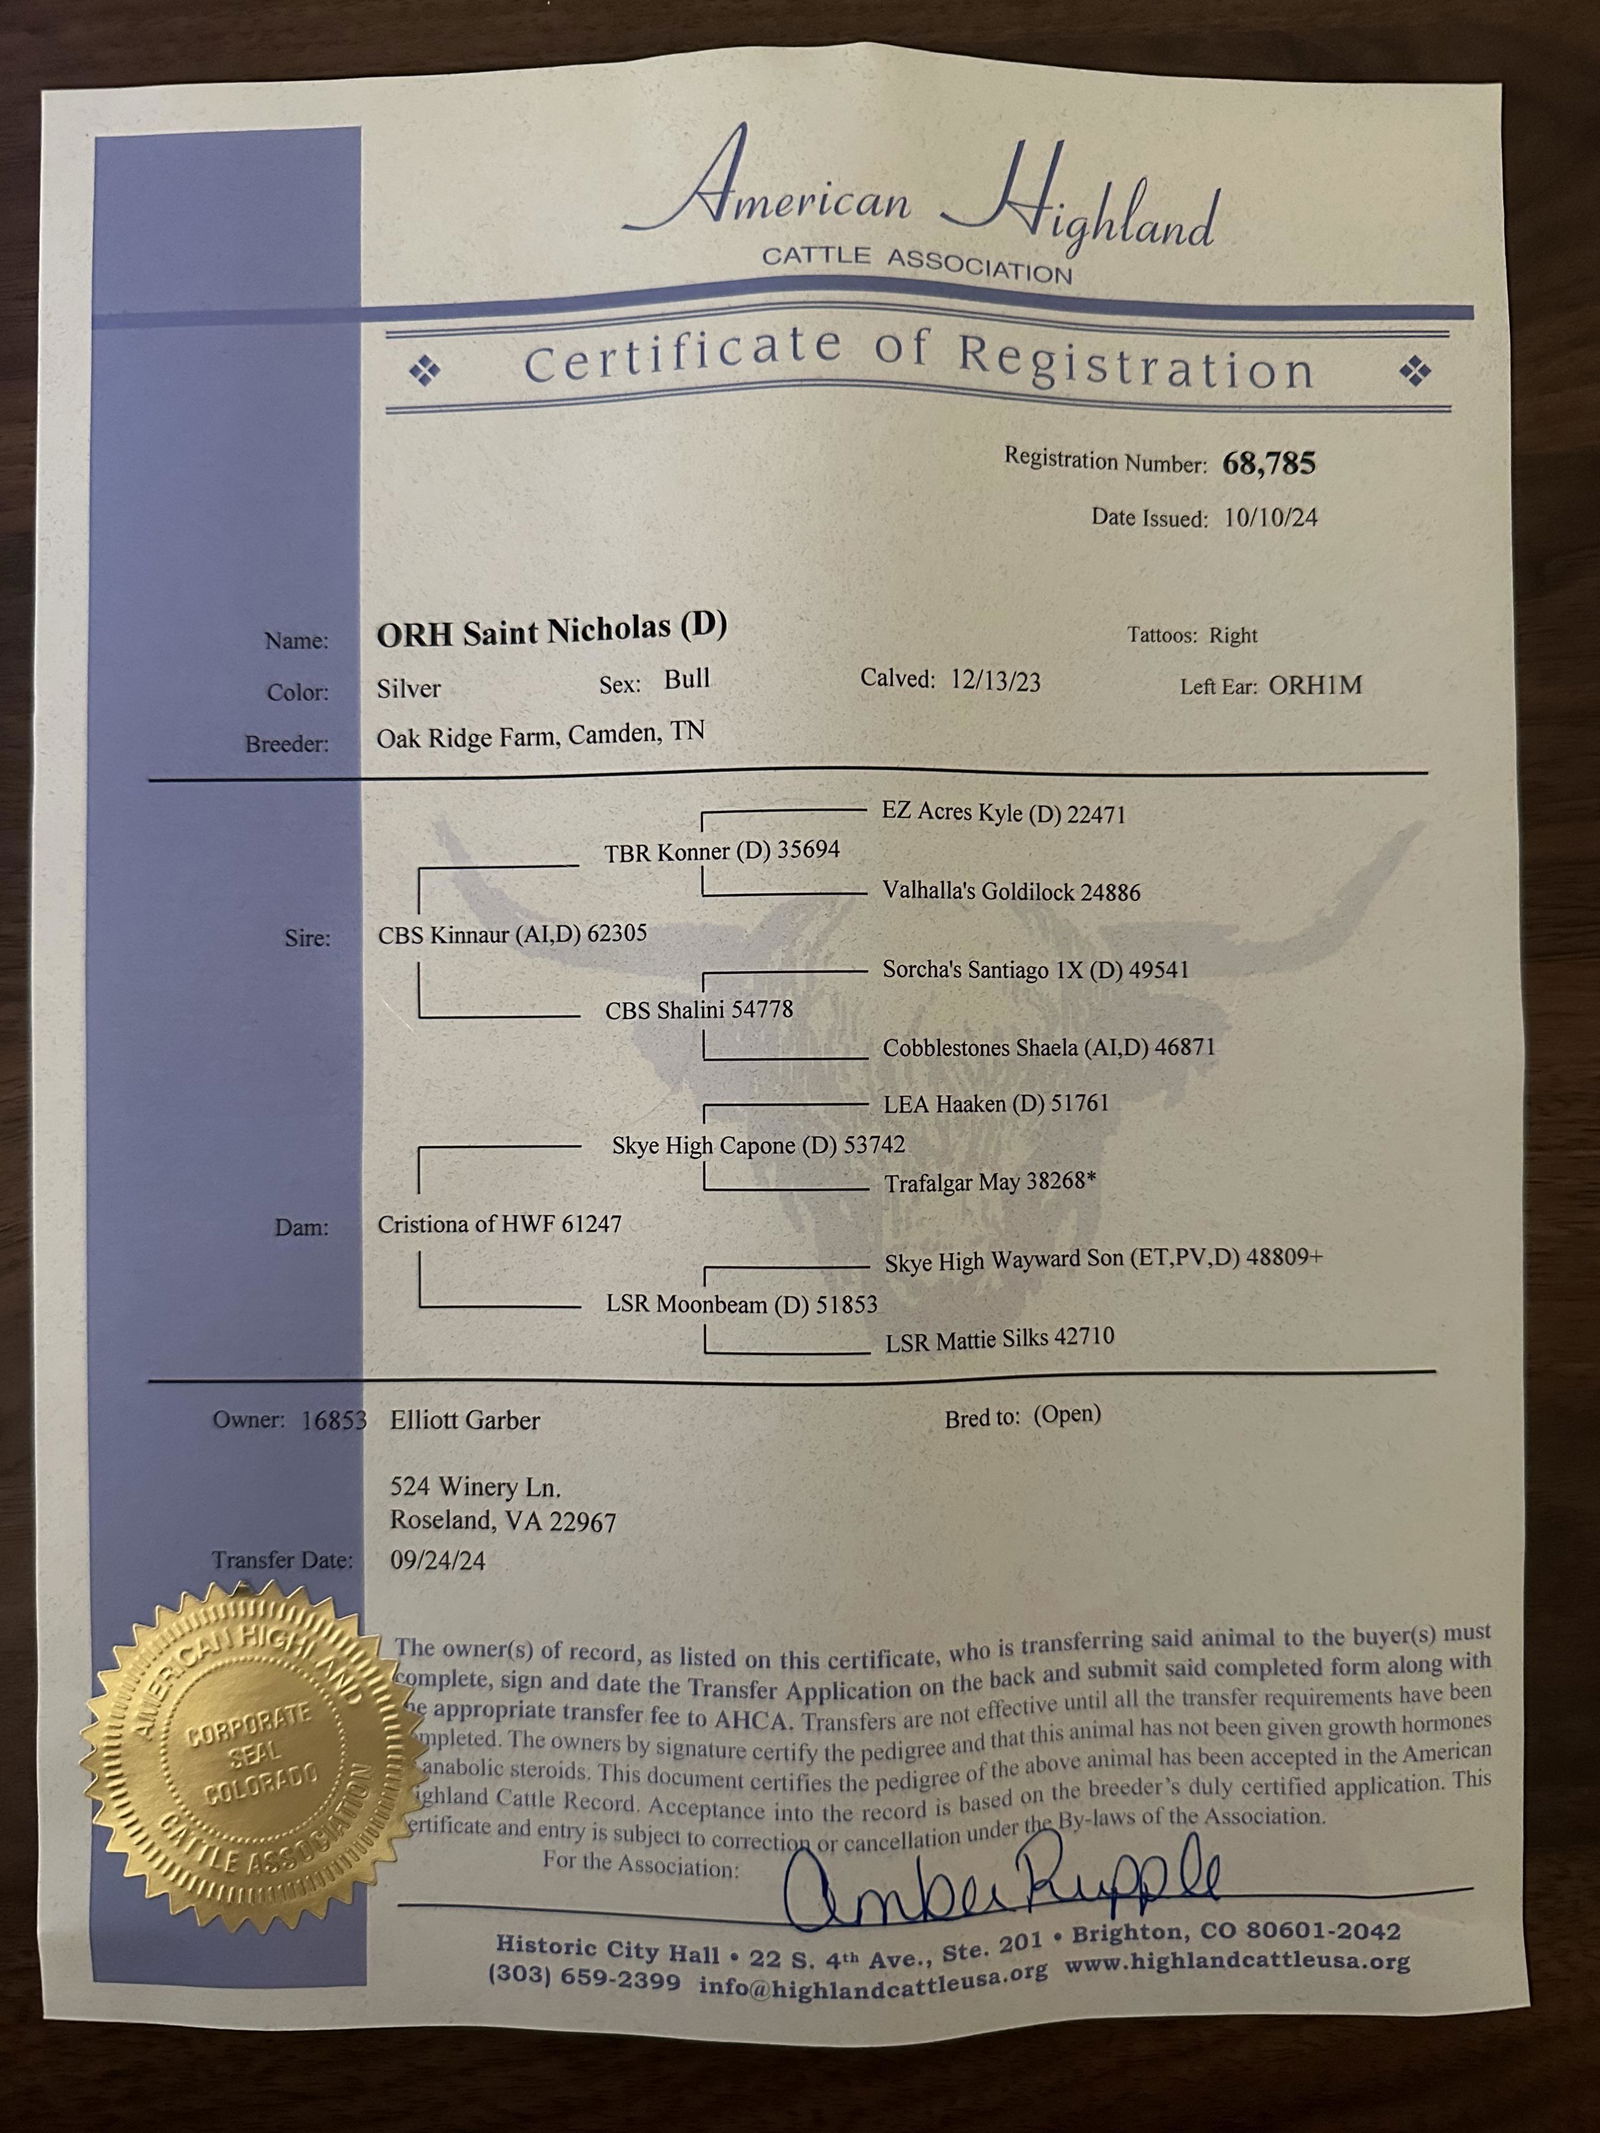 American Highland
CATTLE ASSOCIATION
Certificate of Registration
Registration Number: 68,785
Date Issued: 10/10/24
Name: ORH Saint Nicholas (D)
Tattoos: Right
Color: Silver Sex: Bull Calved: 12/13/23 Left Ear: ORH1M
Breeder: Oak Ridge Farm, Camden, TN
EZ Acres Kyle (D) 22471
TBR Konner (D) 35694
Valhalla's Goldilock 24886
Sire: CBS Kinnaur (AI,D) 62305
Sorcha's Santiago 1X (D) 49541
CBS Shalini 54778
Cobblestones Shaela (AI,D) 46871
LEA Haaken (D) 51761
Skye High Capone (D) 53742
Trafalgar May 38268*
Dam: Cristiona of HWF 61247
Skye High Wayward Son (ET,PV,D) 48809+
LSR Moonbeam (D) 51853
LSR Mattie Silks 42710
Owner: 16853 Elliott Garber Bred to: (Open)
524 Winery Ln.
Roseland, VA 22967
Transfer Date: 09/24/24
The owner(s) of record, as listed on this certificate, who is transferring said animal to the buyer(s) must
complete, sign and date the Transfer Application on the back and submit said completed form along with
he appropriate transfer fee to AHCA. Transfers are not effective until all the transfer requirements have been
mpleted. The owners by signature certify the pedigree and that this animal has not been given growth hormones
anabolic steroids. This document certifies the pedigree of the above animal has been accepted in the American
ighland Cattle Record. Acceptance into the record is based on the breeder's duly certified application. This
ertificate and entry is subject to correction or cancellation under the By-laws of the Association.
For the Association: Amber Rupple
Historic City Hall • 22 S. 4th Ave., Ste. 201 • Brighton, CO 80601-2042
(303) 659-2399 info@highlandcattleusa.org www.highlandcattleusa.org
AMERICAN HIGHLAND
CORPORATE
SEAL
COLORADO
CATTLE ASSOCIATION